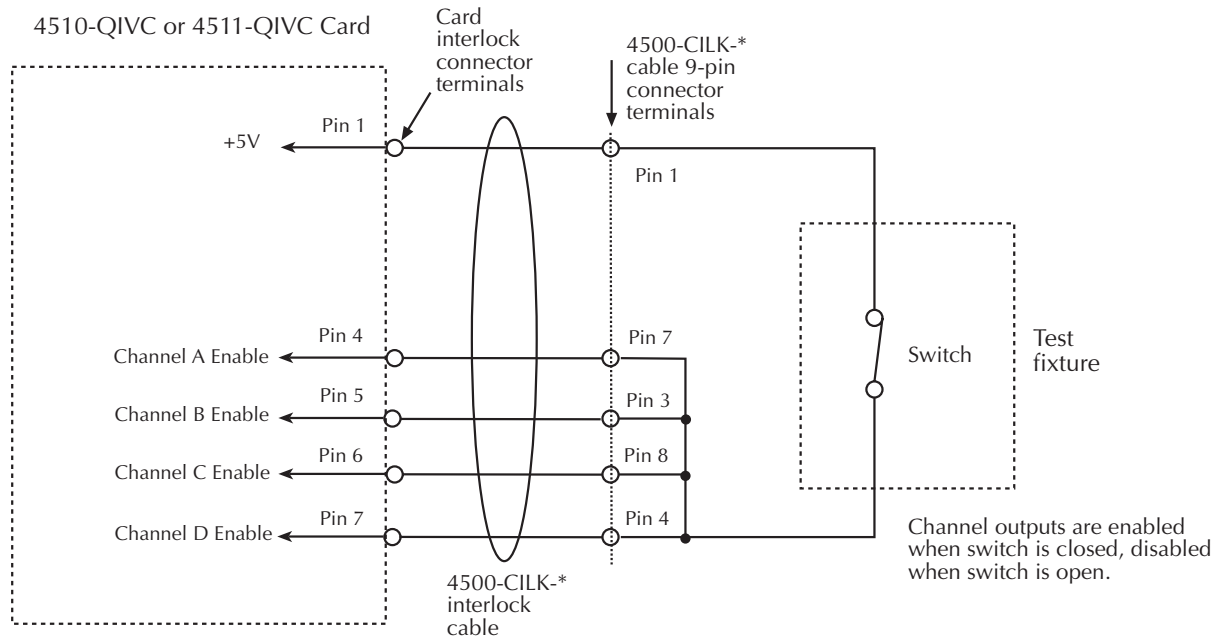 4510-QIVC or 4511-QIVC Card
Card
interlock
connector
terminals
4500-CILK-*
cable 9-pin
connector
terminals
+5V
Pin 1
Pin 1
Channel A Enable
Pin 4
Pin 7
Channel B Enable
Pin 5
Pin 3
Channel C Enable
Pin 6
Pin 8
Channel D Enable
Pin 7
Pin 4
Switch
Test
fixture
4500-CILK-*
interlock
cable
Channel outputs are enabled
when switch is closed, disabled
when switch is open.